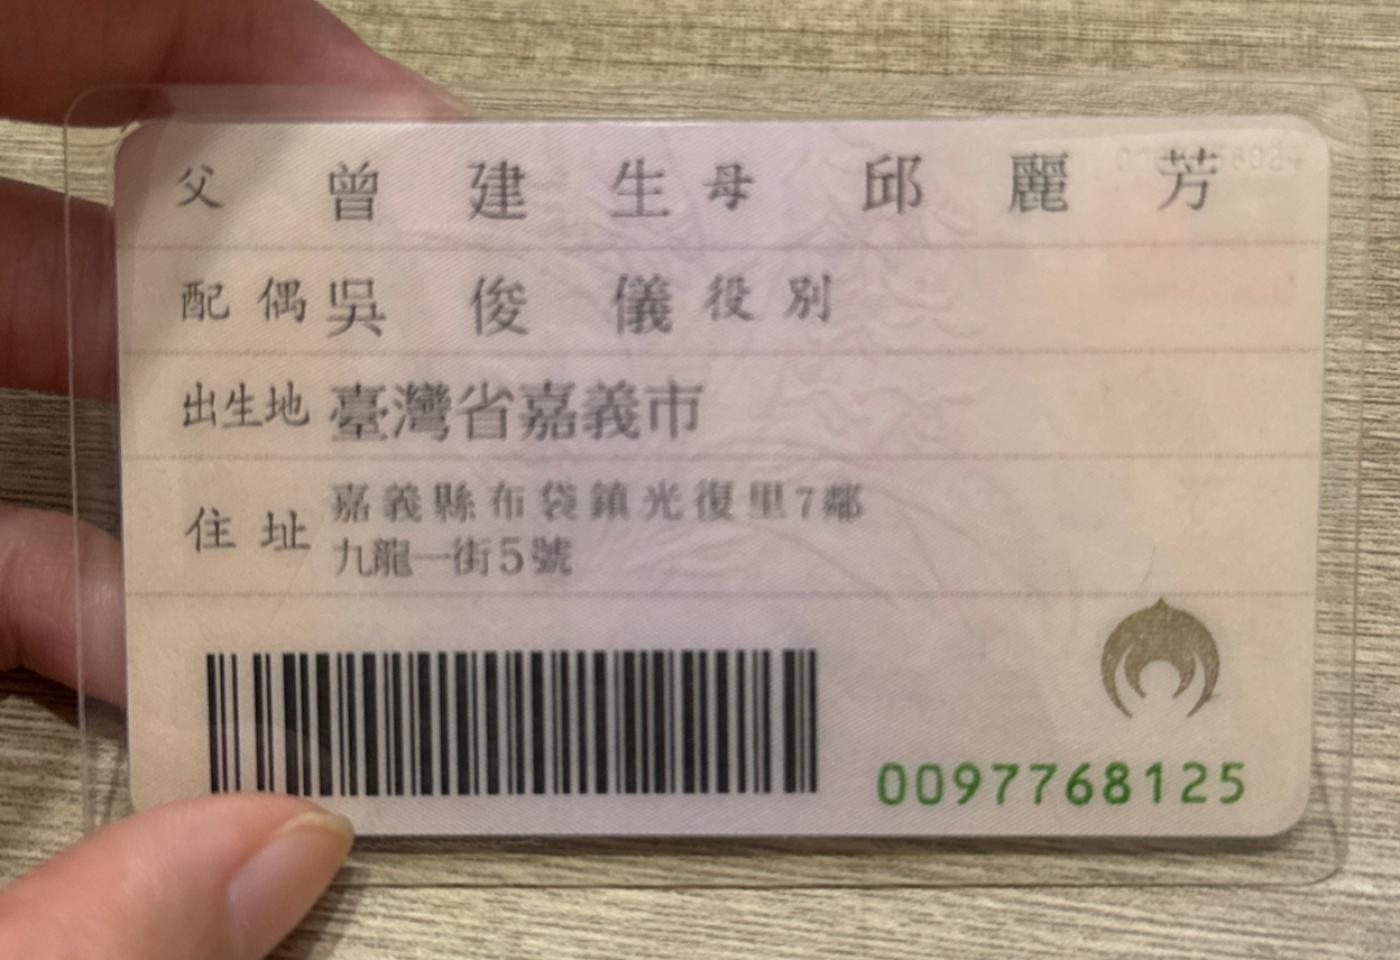 父 曾建生 母 邱麗芳
配偶 吳俊儀 役別
出生地 臺灣省嘉義市
住址 嘉義縣布袋鎮光復里7鄰
九龍一街5號
0097768125